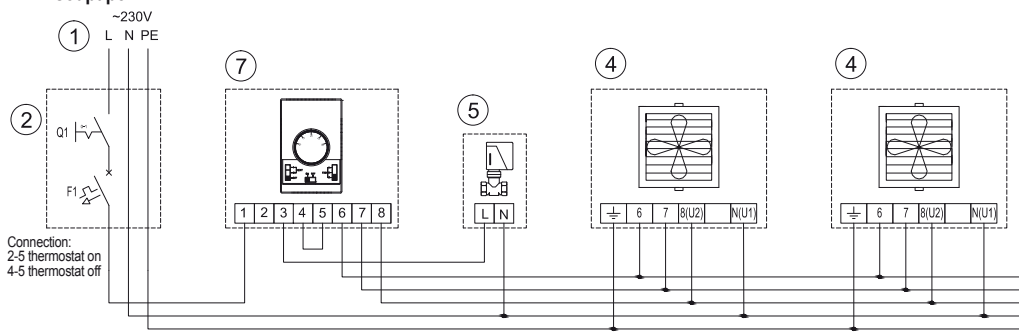 ~230V
1 L N PE
7
4
4
2
5
Q1
F1
1 2 3 4 5 6 7 8
L N
6 7 8(U2) N(U1)
6 7 8(U2) N(U1)
Connection:
2-5 thermostat on
4-5 thermostat off